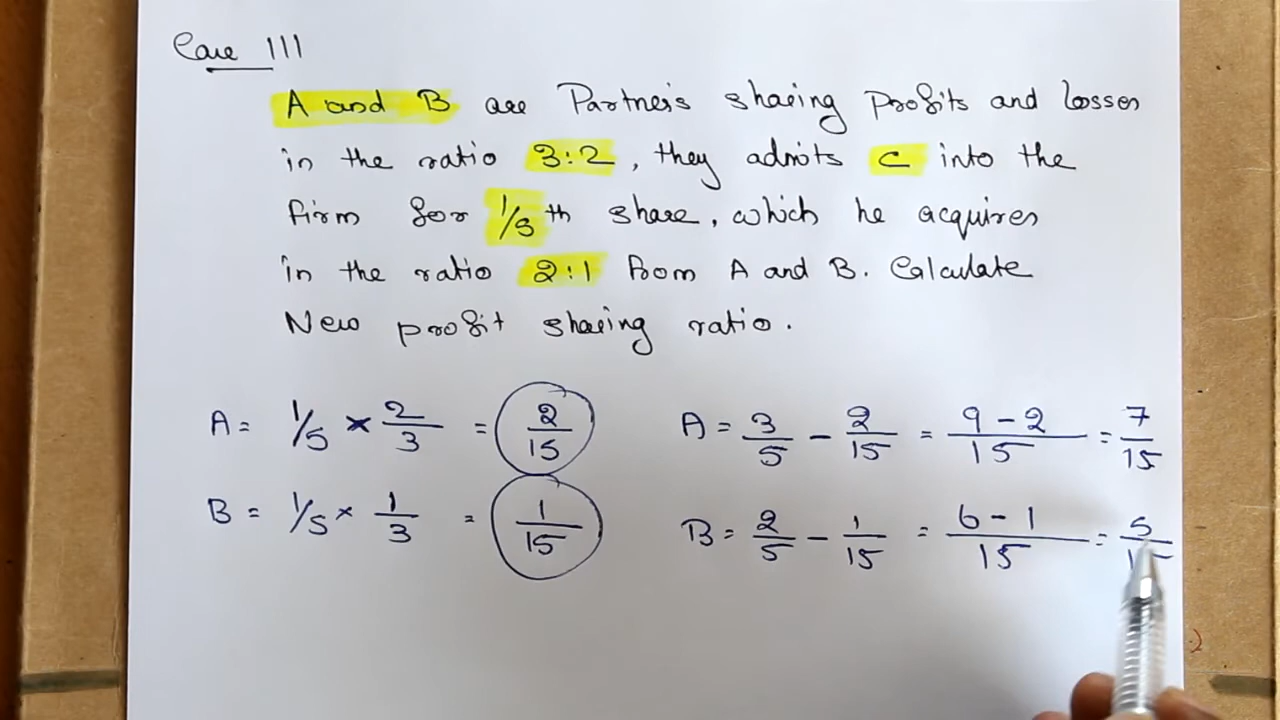 Case III
A and B are Partners sharing profits and losses
in the ratio 3:2, they admits C into the
firm for 1/5th share, which he acquires
in the ratio 2:1 from A and B. Calculate
New profit sharing ratio.
A = 1/5 × 2/3 = 2/15
A = 3/5 - 2/15 = 9-2/15 = 7/15
B = 1/5 × 1/3 = 1/15
B = 2/5 - 1/15 = 6-1/15 = 5/15